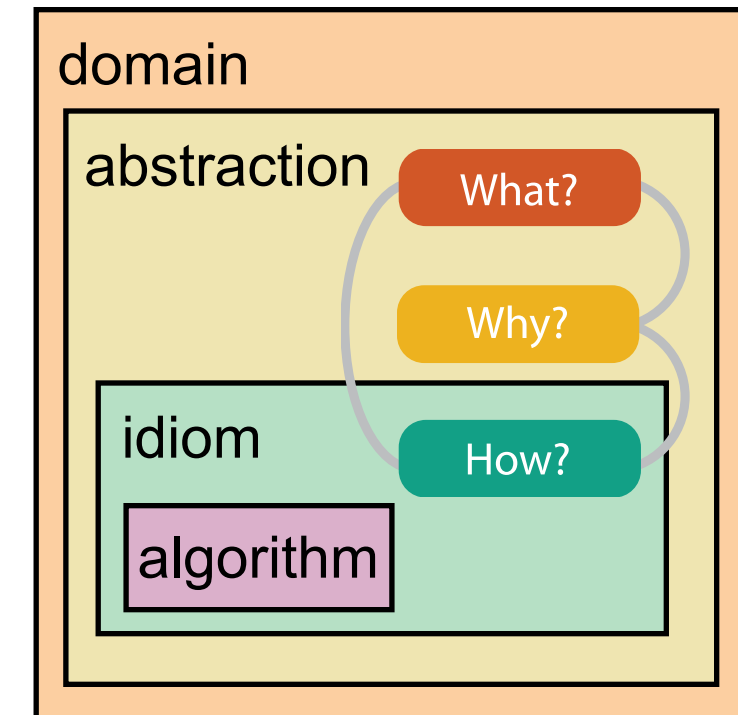 domain
abstraction
What?
Why?
idiom
How?
algorithm